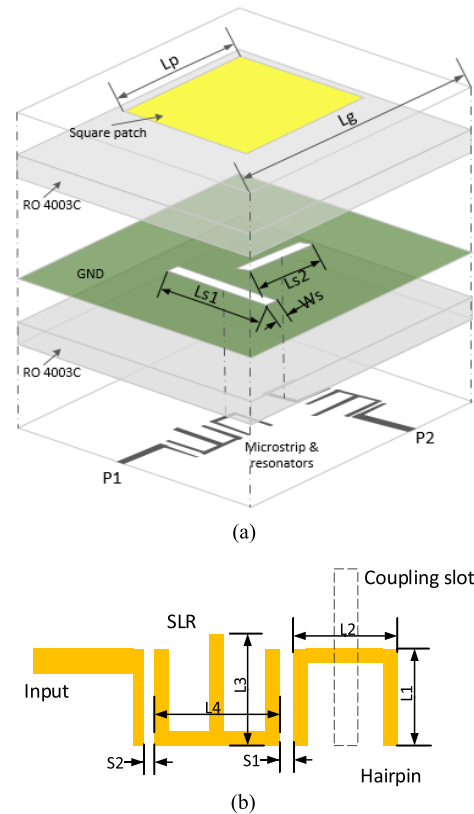 Lp
Lg
Square patch
RO 4003C
GND
Ls1
Ls2
Ws
RO 4003C
P1
Microstrip &
resonators
P2
(a)
Coupling slot
SLR
L2
Input
L3
L4
L1
S2
S1
Hairpin
(b)